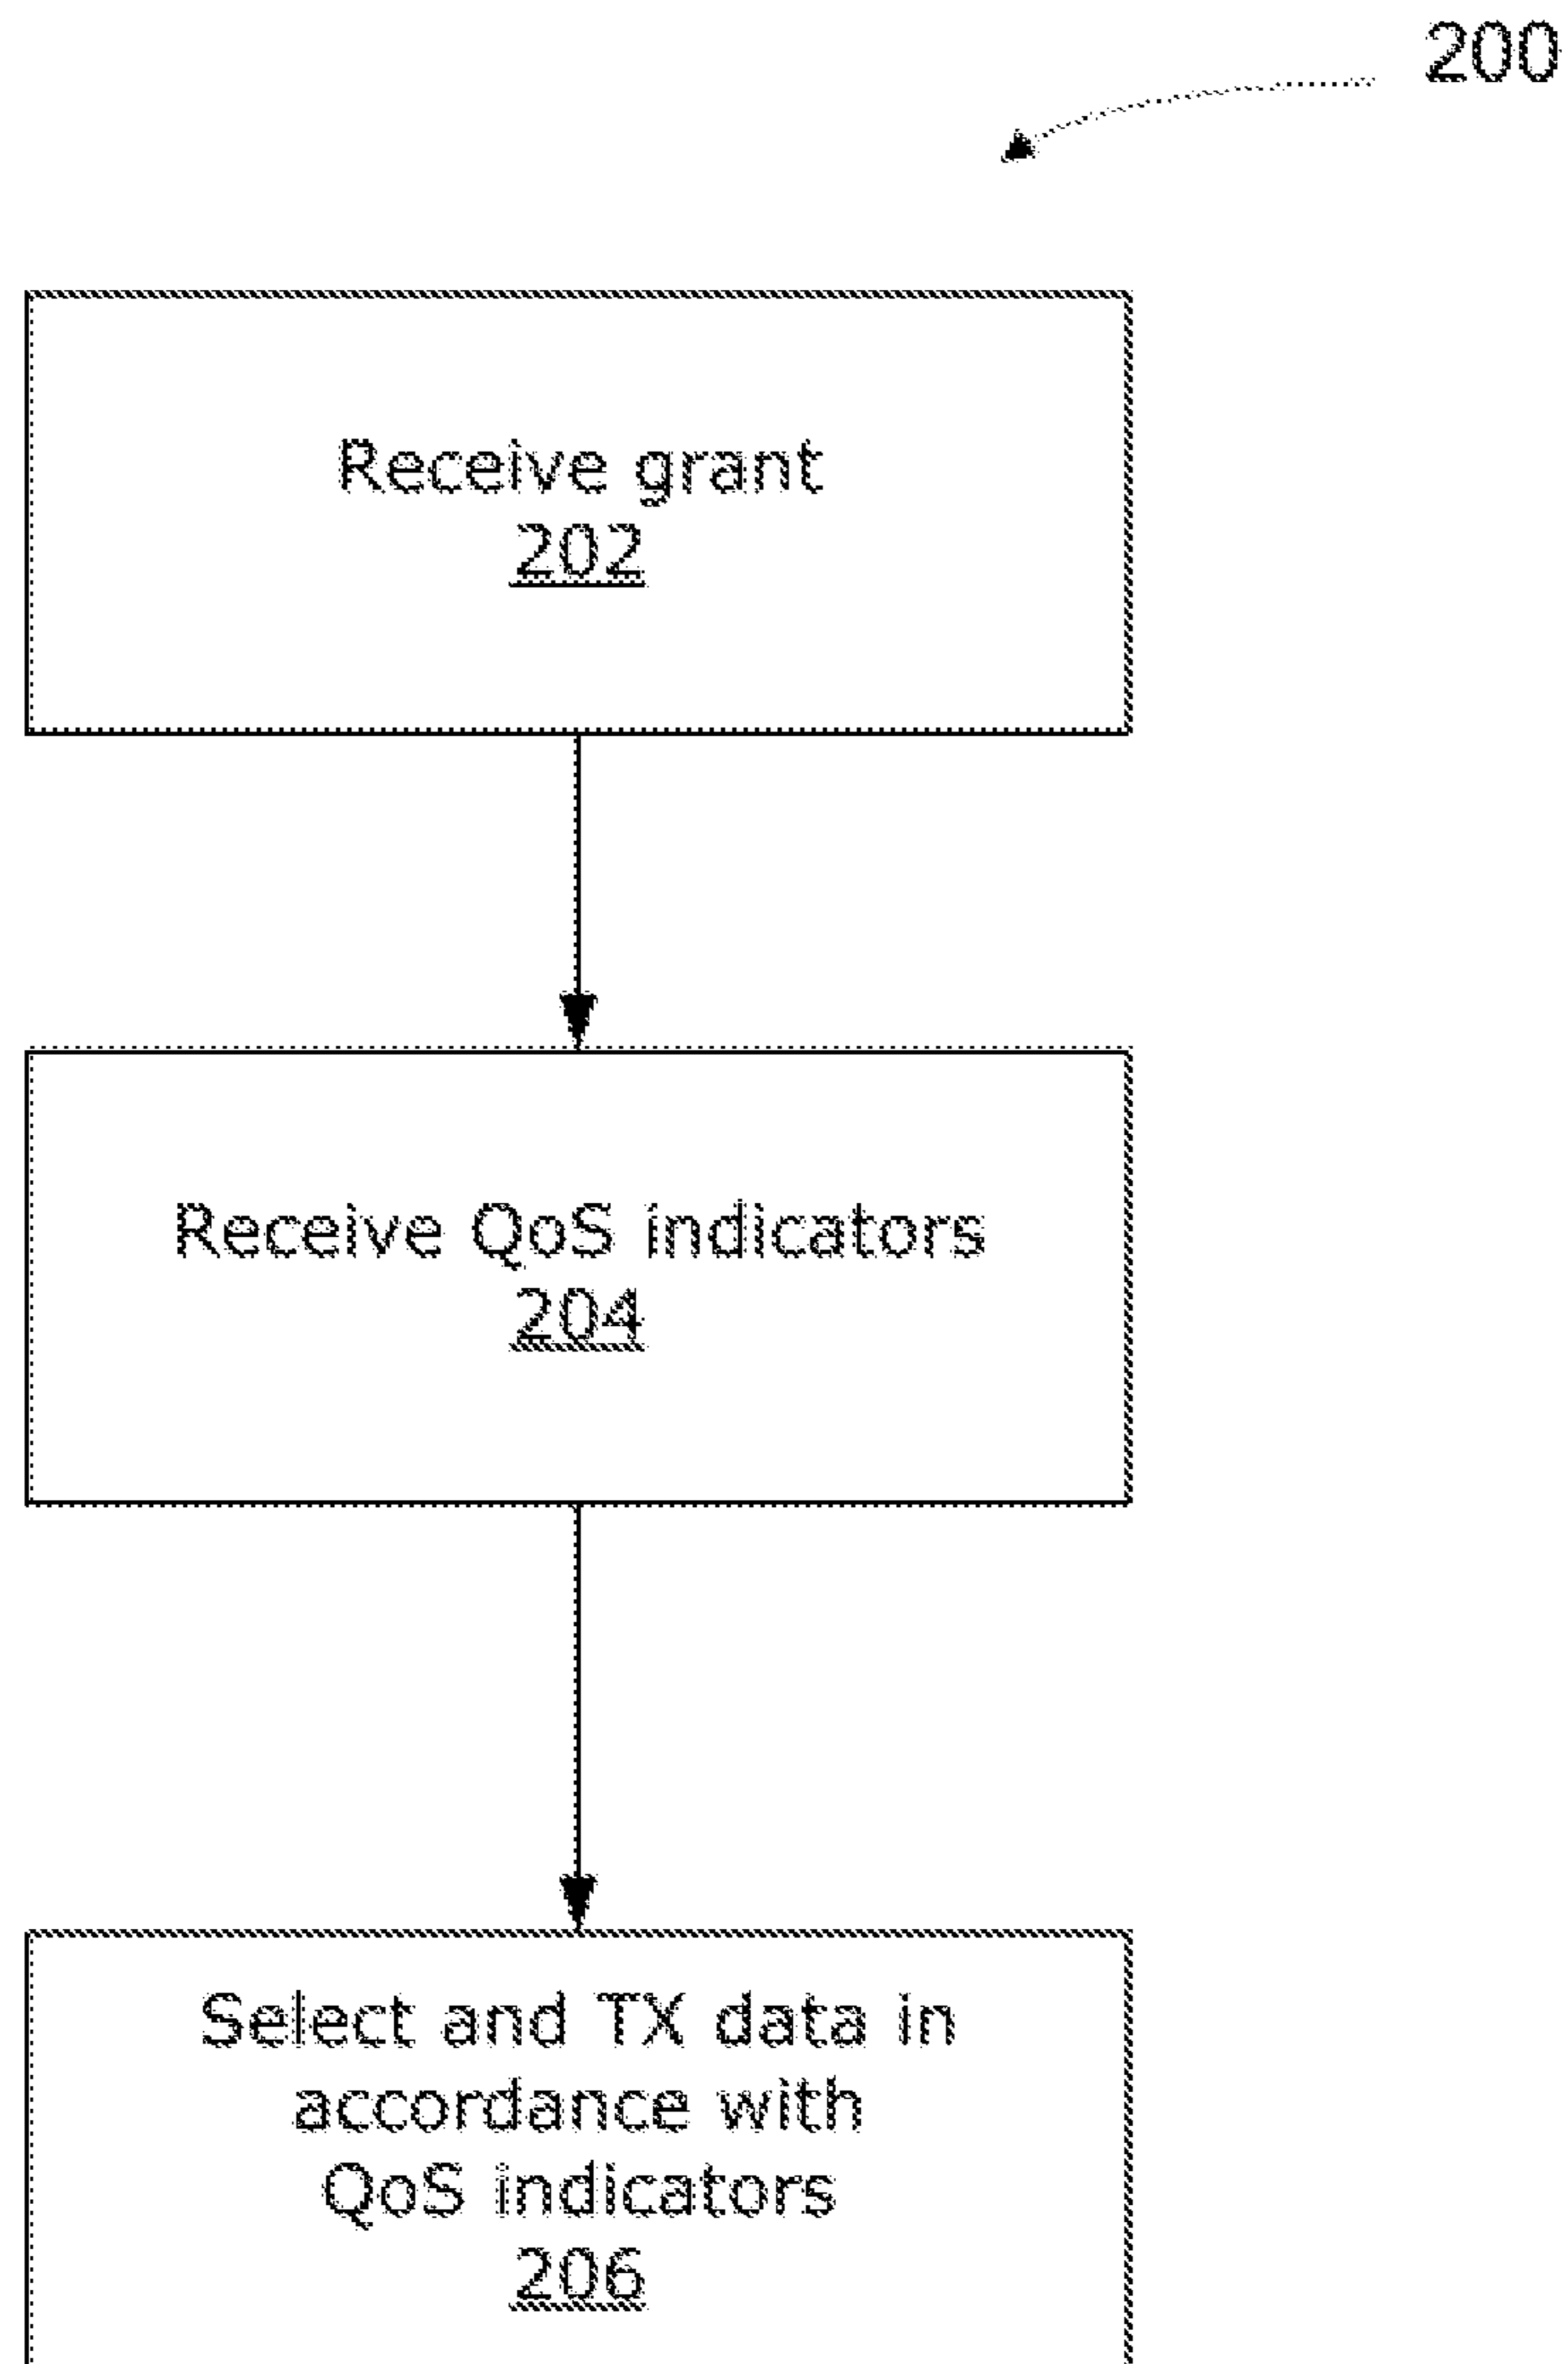 200
Receive grant
202
Receive QoS indicators
204
Select and TX data in
accordance with
QoS indicators
206